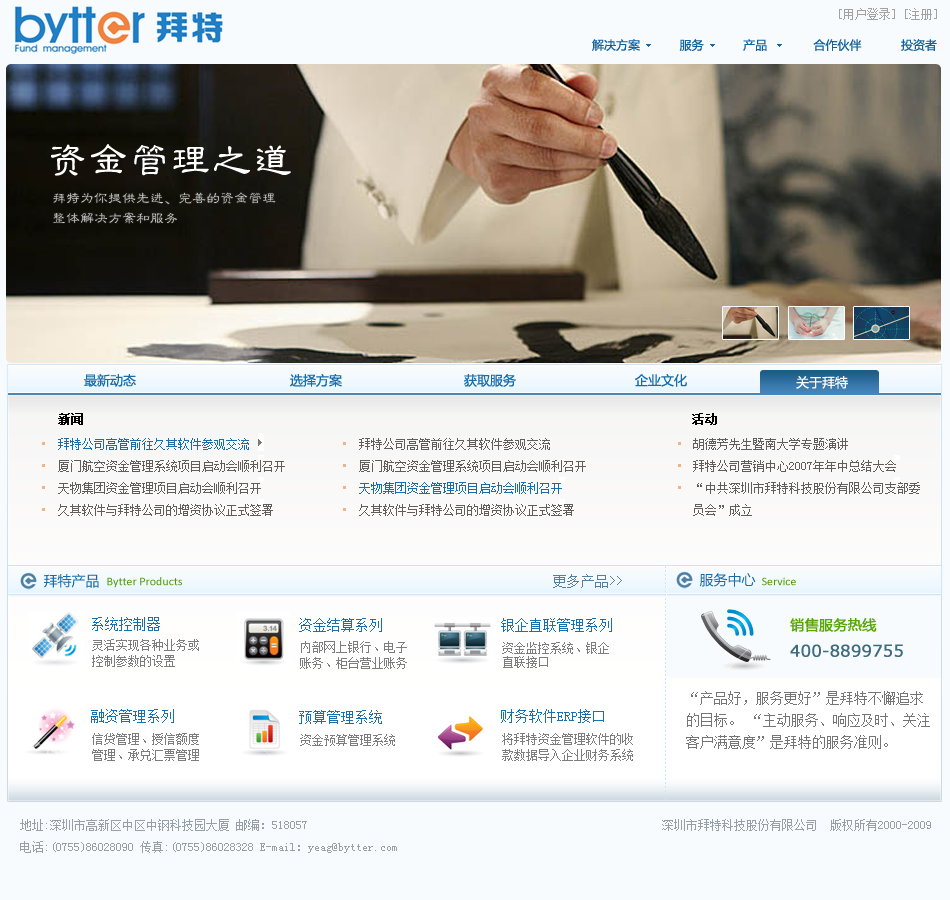 bytter 拜特
Fund management
[用户登录] [注册]
解决方案 服务 产品 合作伙伴 投资者
资金管理之道
拜特为你提供先进、完善的资金管理
整体解决方案和服务
最新动态 选择方案 获取服务 企业文化 关于拜特
新闻
拜特公司高管前往久其软件参观交流
厦门航空资金管理系统项目启动会顺利召开
天物集团资金管理项目启动会顺利召开
久其软件与拜特公司的增资协议正式签署
拜特公司高管前往久其软件参观交流
厦门航空资金管理系统项目启动会顺利召开
天物集团资金管理项目启动会顺利召开
久其软件与拜特公司的增资协议正式签署
活动
胡德芳先生暨南大学专题演讲
拜特公司营销中心2007年年中总结大会
“中共深圳市拜特科技股份有限公司支部委
员会”成立
拜特产品 Bytter Products
更多产品>>
系统控制器
灵活实现各种业务或
控制参数的设置
3.14
资金结算系列
内部网上银行、电子
账务、柜台营业账务
银企直联管理系列
资金监控系统、银企
直联接口
融资管理系列
信贷管理、授信额度
管理、承兑汇票管理
预算管理系统
资金预算管理系统
财务软件ERP接口
将拜特资金管理软件的收
款数据导入企业财务系统
服务中心 Service
销售服务热线
400-8899755
“产品好，服务更好”是拜特不懈追求
的目标。“主动服务、响应及时、关注
客户满意度”是拜特的服务准则。
地址:深圳市高新区中区中钢科技园大厦 邮编: 518057
电话:(0755)86028090 传真:(0755)86028328 E-mail: yeag@bytter.com
深圳市拜特科技股份有限公司 版权所有2000-2009